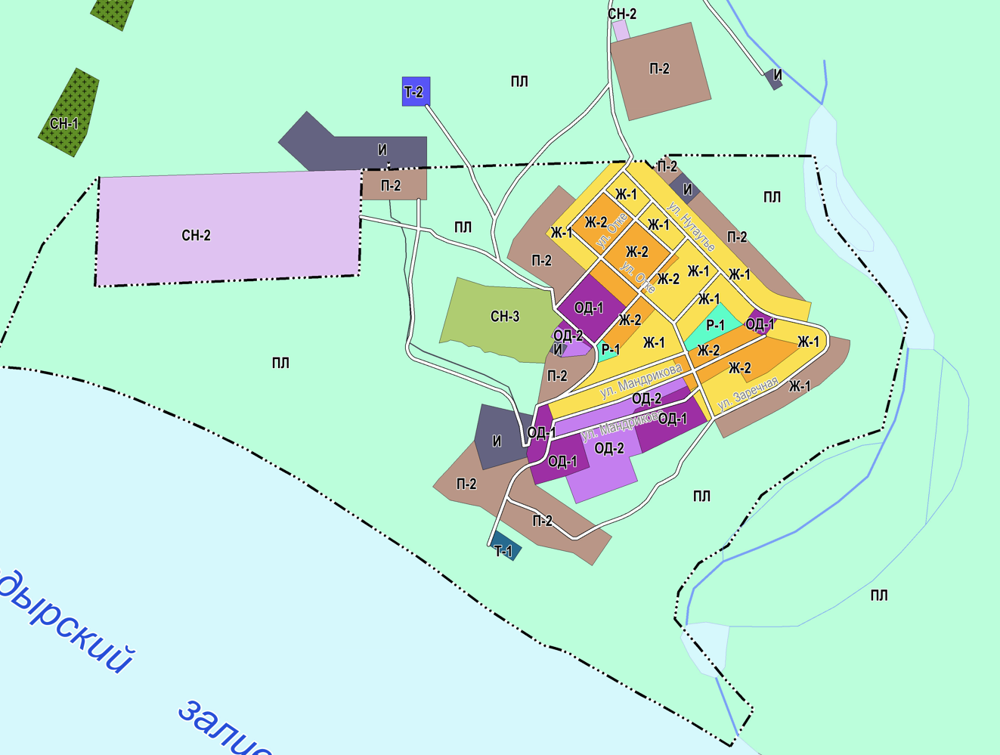 СН-2
П-2
И
ПЛ
Т-2
СН-1
И
П-2
П-2
И
ПЛ
Ж-1
ул. Нутаутье
СН-2
ПЛ
Ж-1
Ж-2
ул. Отке
Ж-1
П-2
Ж-2
П-2
ул. Отке
Ж-2
Ж-1
Ж-1
Ж-1
СН-3
ОД-1
Ж-2
Р-1
ОД-1
ОД-2
И
Р-1
Ж-1
Ж-2
Ж-1
ПЛ
П-2
ул. Мандрикова
Ж-2
Ж-1
ул. Заречная
ОД-2
ОД-1
ул. Мандрикова
ОД-1
И
ОД-2
ОД-1
П-2
ПЛ
П-2
Т-1
ПЛ
дырский
залив